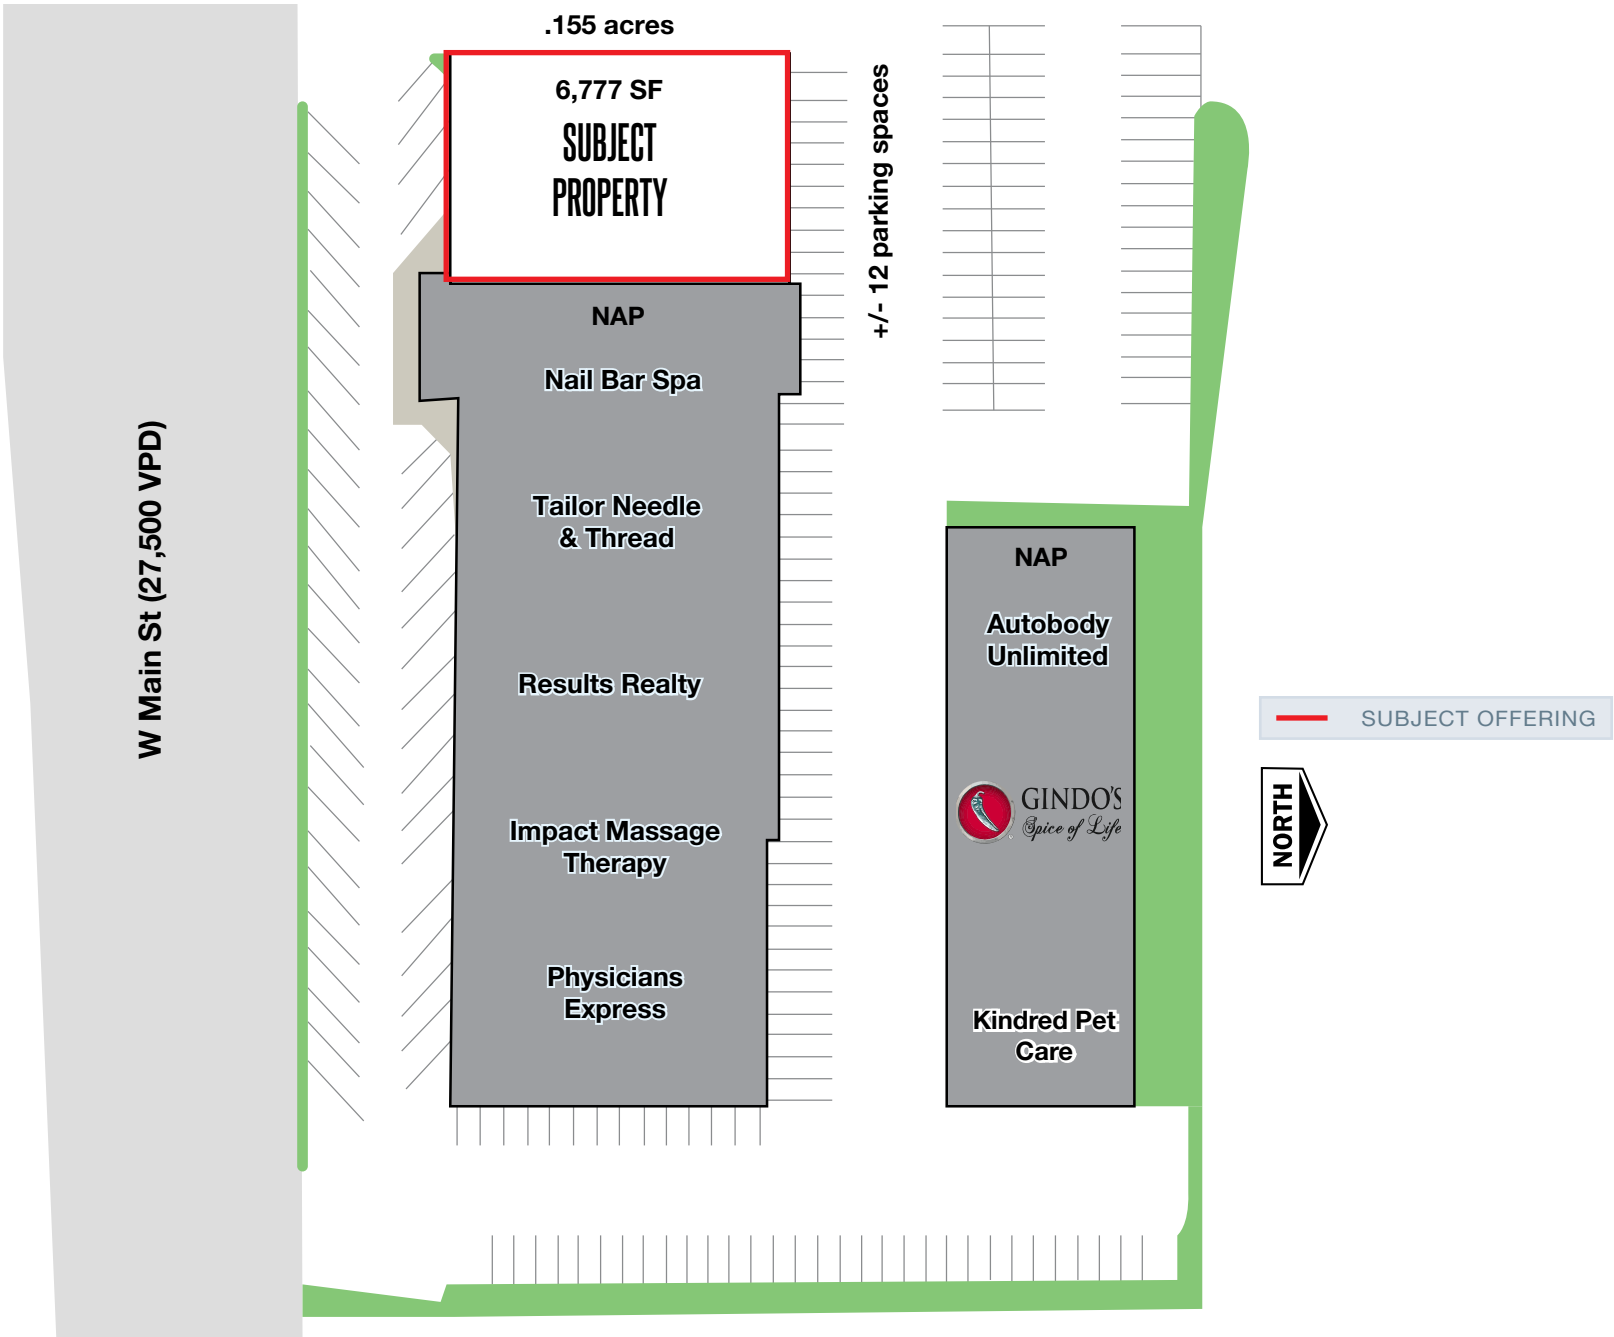 .155 acres
6,777 SF
SUBJECT
PROPERTY
+/- 12 parking spaces
NAP
Nail Bar Spa
W Main St (27,500 VPD)
Tailor Needle
& Thread
NAP
Autobody
Unlimited
Results Realty
SUBJECT OFFERING
NORTH
GINDO'S
Spice of Life
Impact Massage
Therapy
Physicians
Express
Kindred Pet
Care